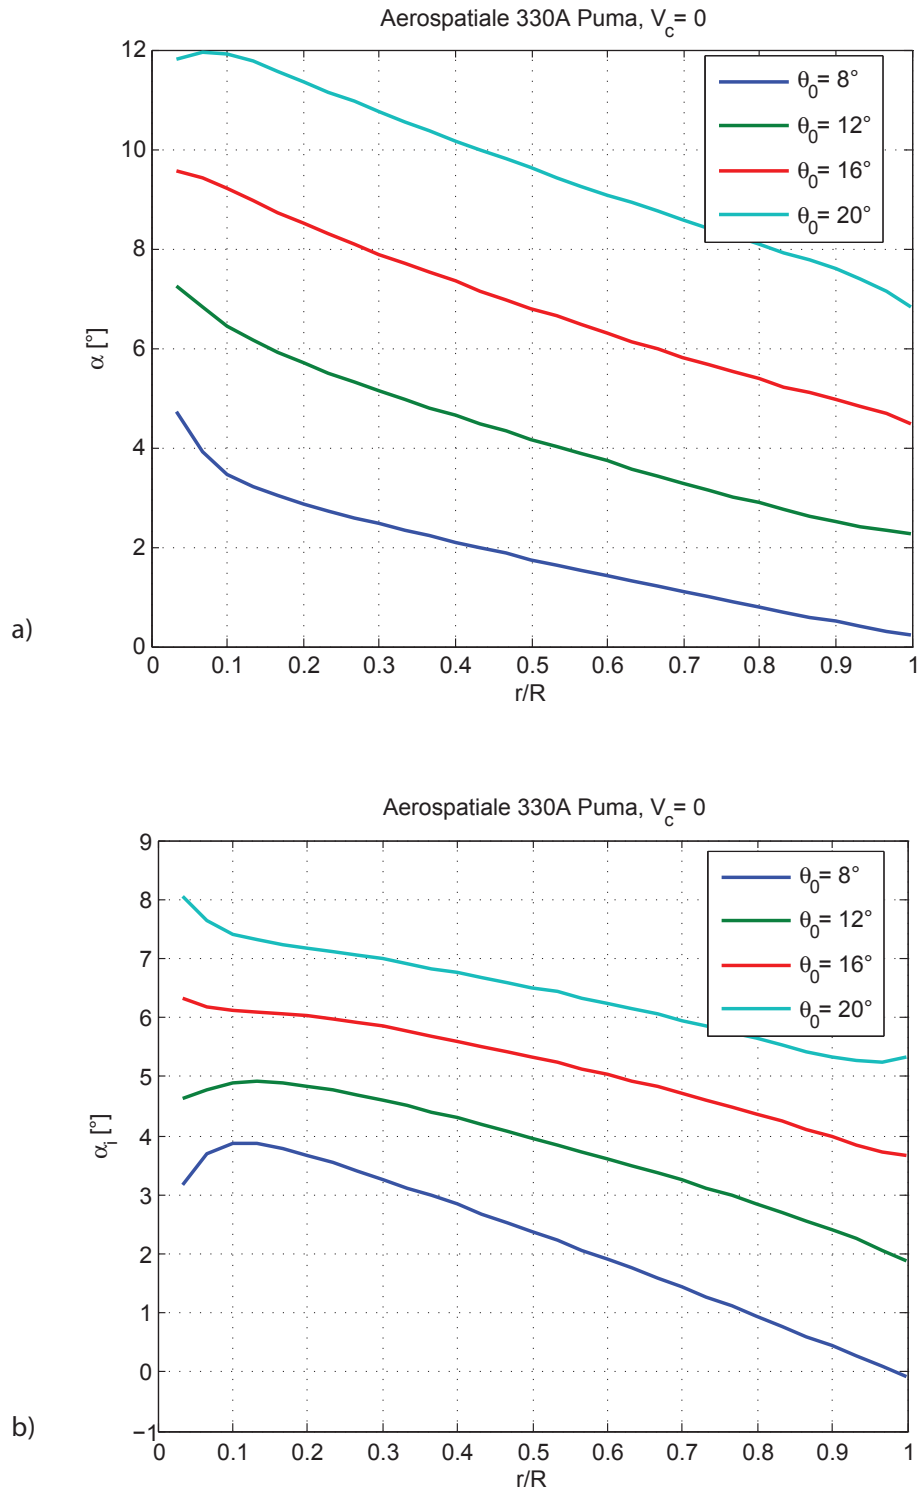 Aerospatiale 330A Puma, V_c= 0
12
10
8
6
4
2
0
α [°]
θ_0= 8°
θ_0= 12°
θ_0= 16°
θ_0= 20°
0 0.1 0.2 0.3 0.4 0.5 0.6 0.7 0.8 0.9 1
r/R
a)
Aerospatiale 330A Puma, V_c= 0
9
8
7
6
5
4
3
2
1
0
−1
α_i [°]
θ_0= 8°
θ_0= 12°
θ_0= 16°
θ_0= 20°
0 0.1 0.2 0.3 0.4 0.5 0.6 0.7 0.8 0.9 1
r/R
b)